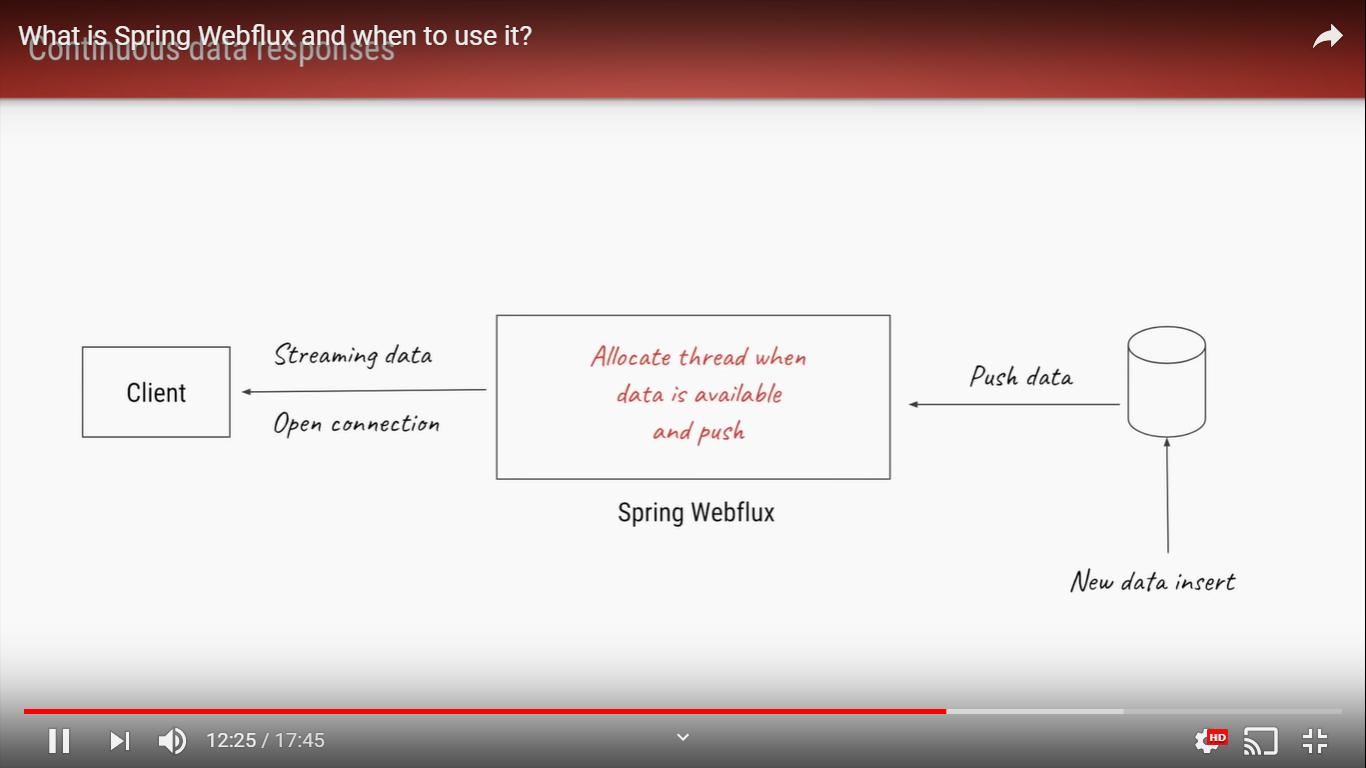 What is Spring Webflux and when to use it?
Continuous data responses
Streaming data
Open connection
Client
Allocate thread when
data is available
and push
Spring Webflux
Push data
New data insert
12:25 / 17:45
HD